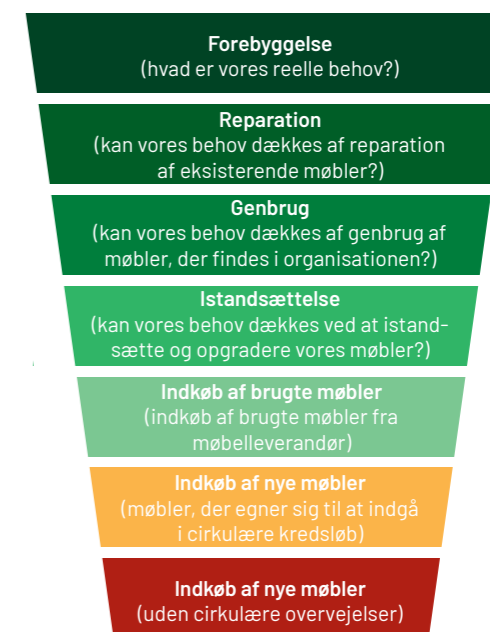 Forebyggelse
(hvad er vores reelle behov?)
Reparation
(kan vores behov dækkes af reparation
af eksisterende møbler?)
Genbrug
(kan vores behov dækkes af genbrug af
møbler, der findes i organisationen?)
Istandsættelse
(kan vores behov dækkes ved at istand-
sætte og opgradere vores møbler?)
Indkøb af brugte møbler
(indkøb af brugte møbler fra
møbelleverandør)
Indkøb af nye møbler
(møbler, der egner sig til at indgå
i cirkulære kredsløb)
Indkøb af nye møbler
(uden cirkulære overvejelser)